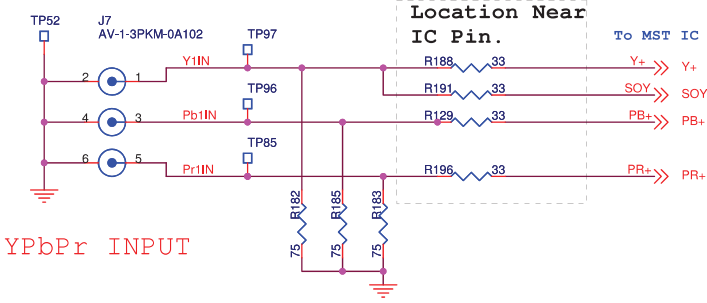 Location Near
IC Pin.
To MST IC
TP52
J7
AV-1-3PKM-0A102
TP97
2 1 Y1IN R188 33 Y+ Y+
R191 33 SOY SOY
TP96
4 3 Pb1IN R129 33 PB+ PB+
TP85
6 5 Pr1IN R196 33 PR+ PR+
R182 75
R185 75
R183 75
YPbPr INPUT